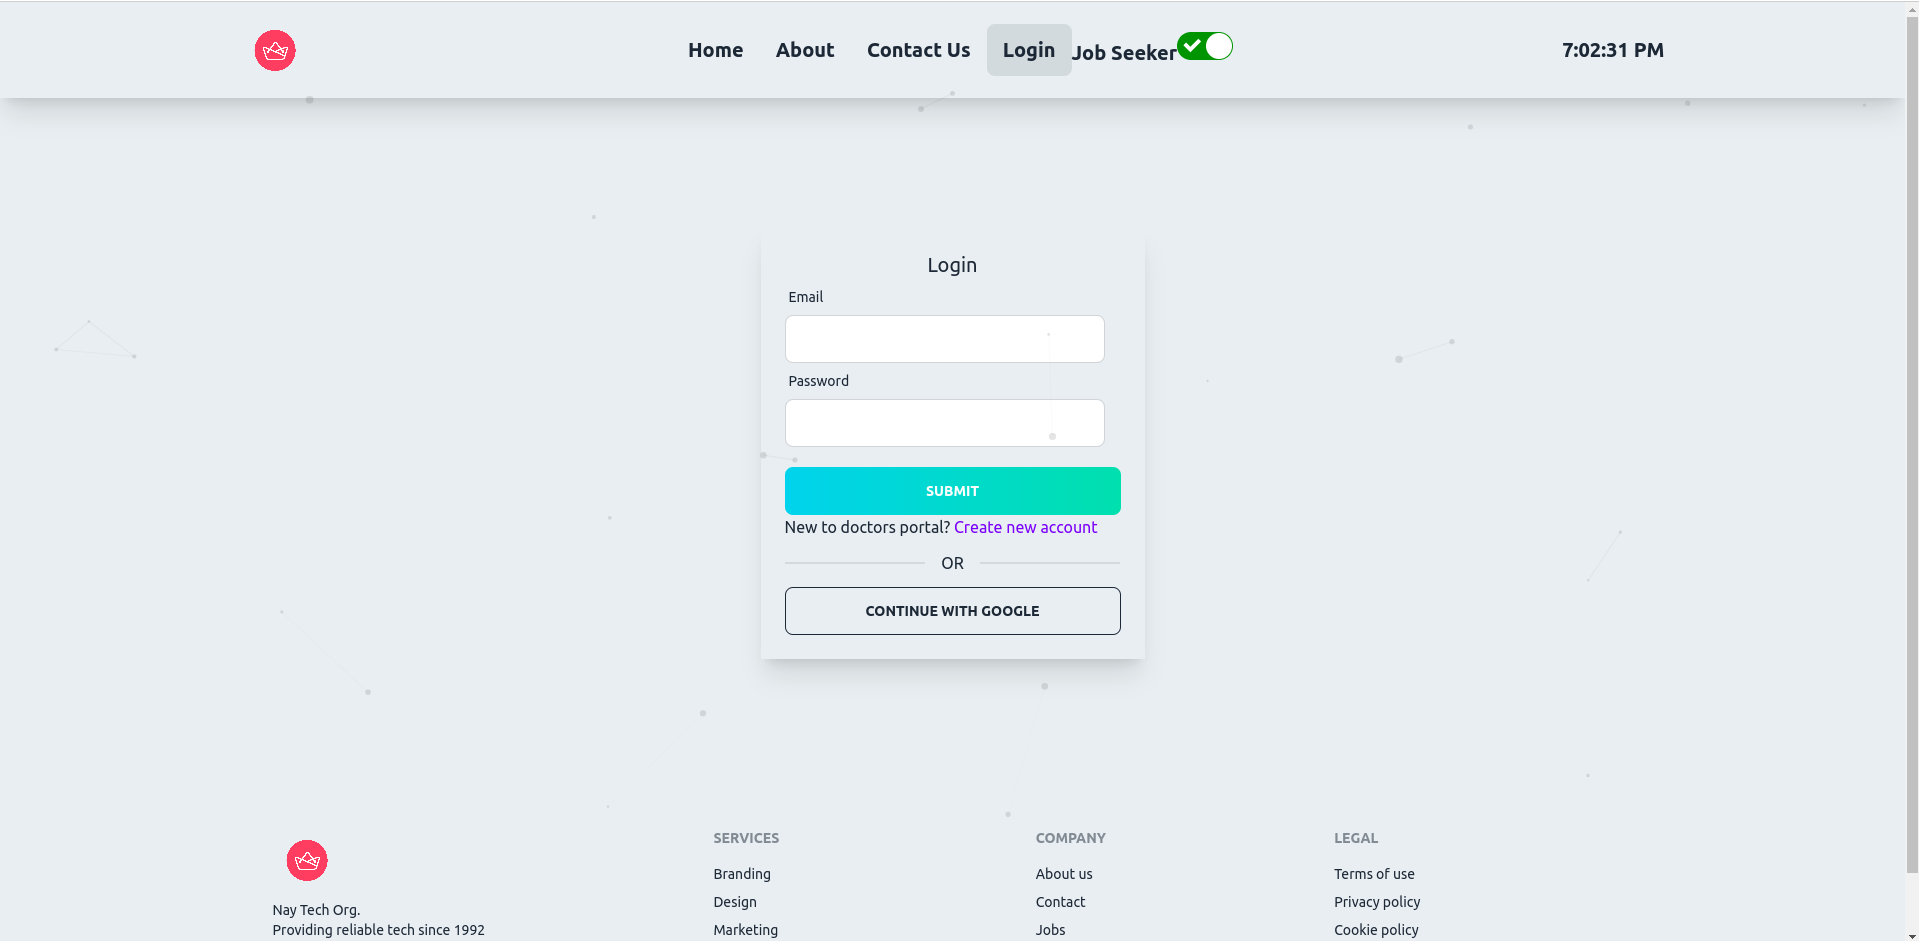 Home About Contact Us Login Job Seeker 7:02:31 PM
Login
Email
Password
SUBMIT
New to doctors portal? Create new account
OR
CONTINUE WITH GOOGLE
Nay Tech Org.
Providing reliable tech since 1992
SERVICES
Branding
Design
Marketing
COMPANY
About us
Contact
Jobs
LEGAL
Terms of use
Privacy policy
Cookie policy